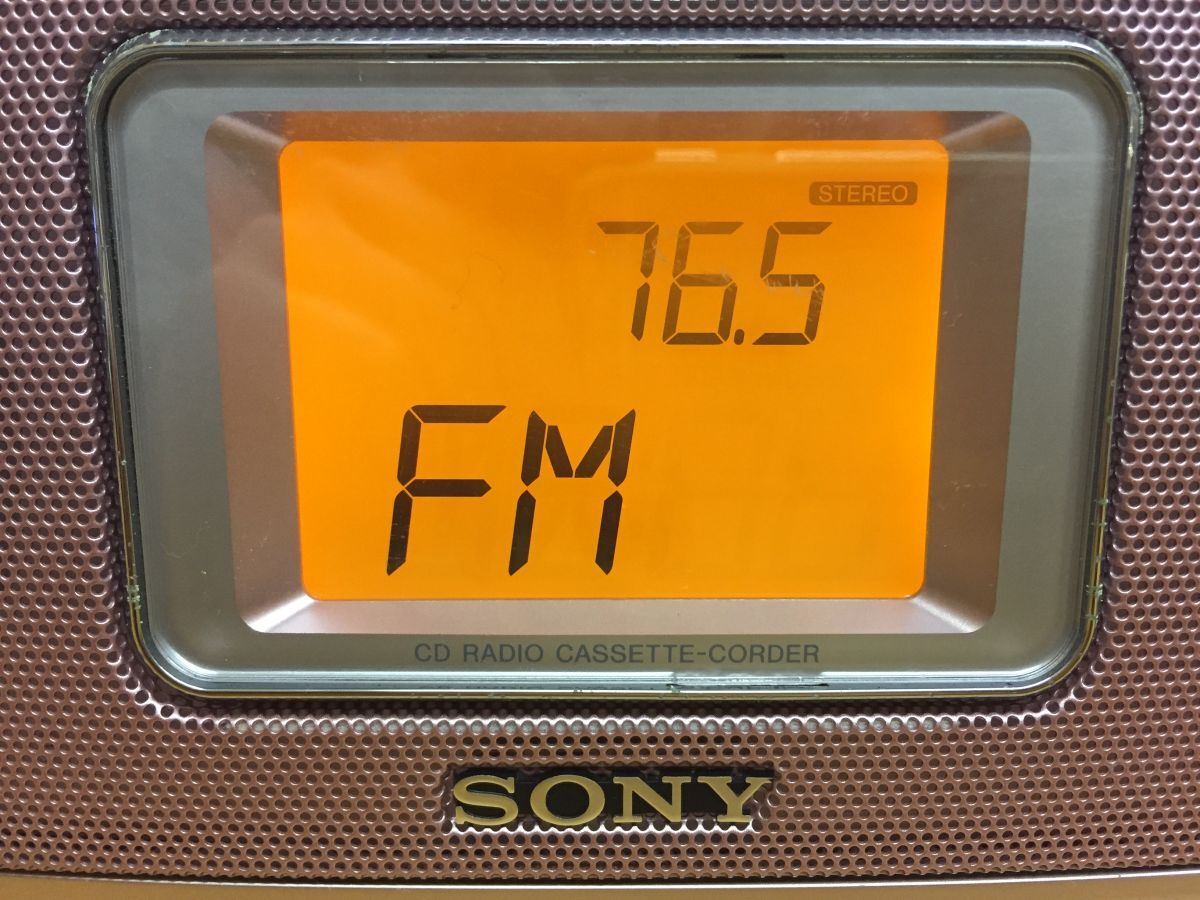 STEREO
76.5
FM
CD RADIO CASSETTE-CORDER
SONY